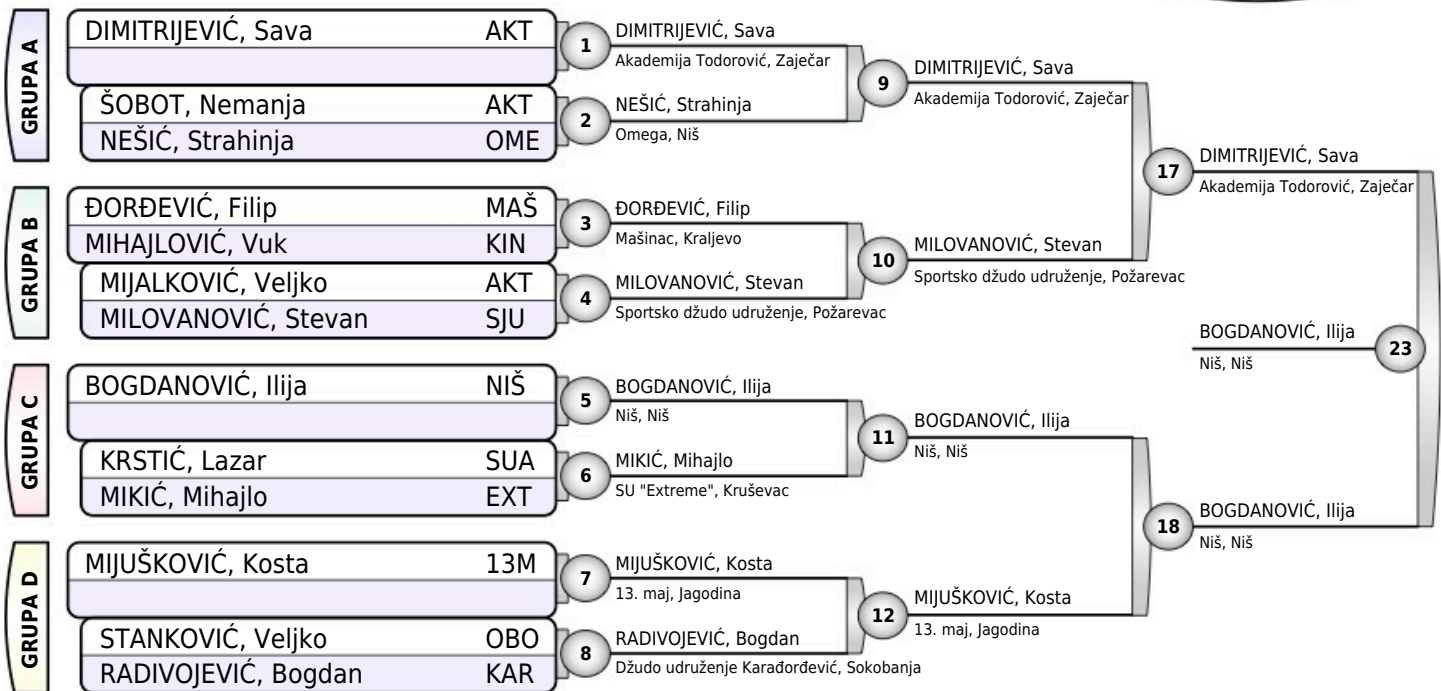 GRUPA A
DIMITRIJEVIĆ, Sava AKT
ŠOBOT, Nemanja AKT
NEŠIĆ, Strahinja OME
GRUPA B
ĐORĐEVIĆ, Filip MAŠ
MIHAJLOVIĆ, Vuk KIN
MIJALKOVIĆ, Veljko AKT
MILOVANOVIĆ, Stevan SJU
GRUPA C
BOGDANOVIĆ, Ilija NIŠ
KRSTIĆ, Lazar SUA
MIKIĆ, Mihajlo EXT
GRUPA D
MIJUŠKOVIĆ, Kosta 13M
STANKOVIĆ, Veljko OBO
RADIVOJEVIĆ, Bogdan KAR
1
DIMITRIJEVIĆ, Sava
Akademija Todorović, Zaječar
2
NEŠIĆ, Strahinja
Omega, Niš
3
ĐORĐEVIĆ, Filip
Mašinac, Kraljevo
4
MILOVANOVIĆ, Stevan
Sportsko džudo udruženje, Požarevac
5
BOGDANOVIĆ, Ilija
Niš, Niš
6
MIKIĆ, Mihajlo
SU "Extreme", Kruševac
7
MIJUŠKOVIĆ, Kosta
13. maj, Jagodina
8
RADIVOJEVIĆ, Bogdan
Džudo udruženje Karađorđević, Sokobanja
9
DIMITRIJEVIĆ, Sava
Akademija Todorović, Zaječar
10
MILOVANOVIĆ, Stevan
Sportsko džudo udruženje, Požarevac
11
BOGDANOVIĆ, Ilija
Niš, Niš
12
MIJUŠKOVIĆ, Kosta
13. maj, Jagodina
17
DIMITRIJEVIĆ, Sava
Akademija Todorović, Zaječar
18
BOGDANOVIĆ, Ilija
Niš, Niš
BOGDANOVIĆ, Ilija
Niš, Niš
23